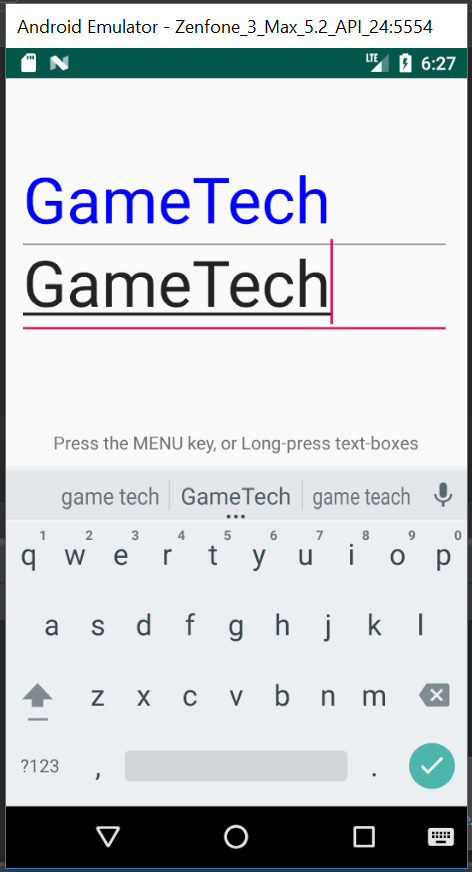 Android Emulator - Zenfone_3_Max_5.2_API_24:5554
LTE 6:27
GameTech
GameTech
Press the MENU key, or Long-press text-boxes
game tech GameTech game teach
1 2 3 4 5 6 7 8 9 0
q w e r t y u i o p
a s d f g h j k l
z x c v b n m
?123 , .